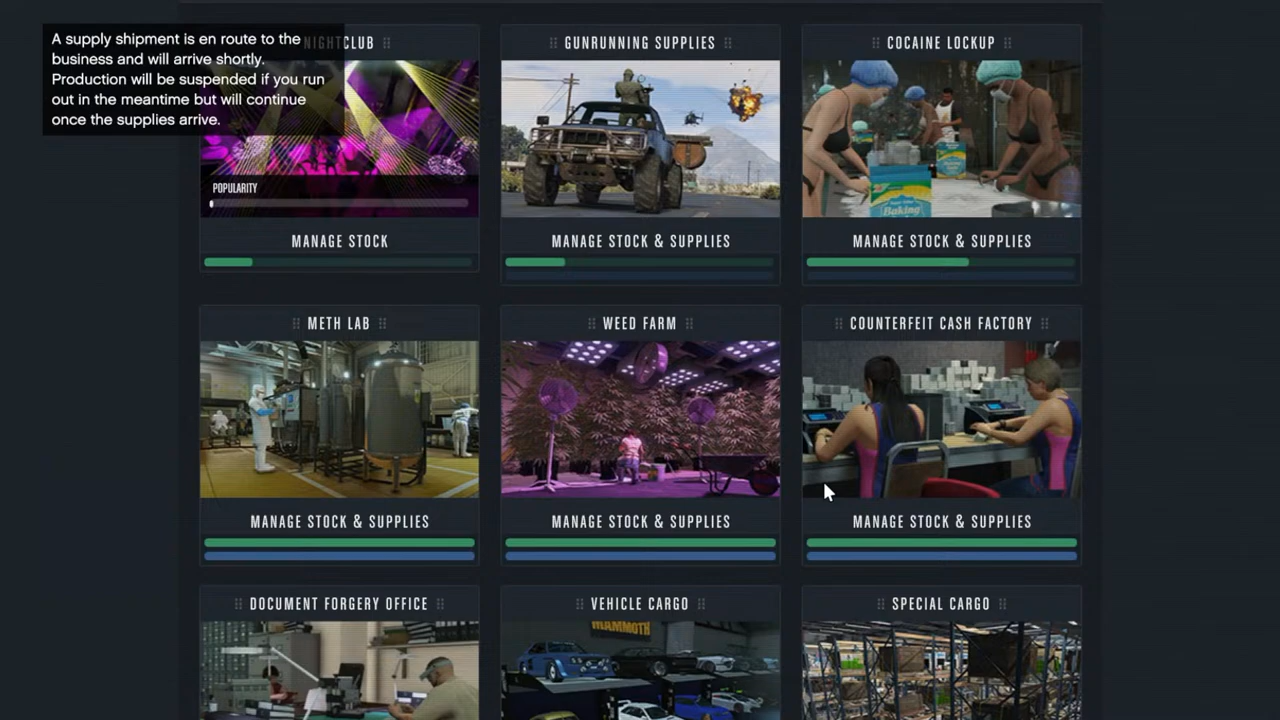 A supply shipment is en route to the
business and will arrive shortly.
Production will be suspended if you run
out in the meantime but will continue
once the supplies arrive.
NIGHTCLUB
POPULARITY
MANAGE STOCK
GUNRUNNING SUPPLIES
MANAGE STOCK & SUPPLIES
COCAINE LOCKUP
Baking
MANAGE STOCK & SUPPLIES
METH LAB
MANAGE STOCK & SUPPLIES
WEED FARM
MANAGE STOCK & SUPPLIES
COUNTERFEIT CASH FACTORY
MANAGE STOCK & SUPPLIES
DOCUMENT FORGERY OFFICE
VEHICLE CARGO
MAMMOTH
SPECIAL CARGO